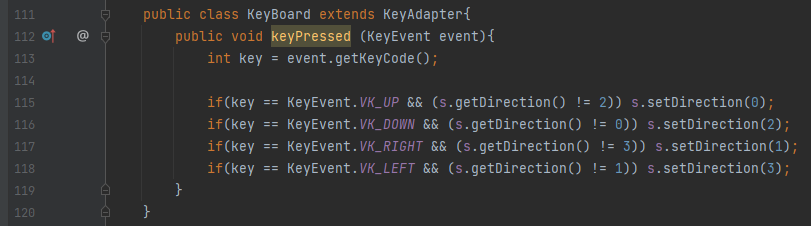 111 public class KeyBoard extends KeyAdapter{
112 @ public void keyPressed (KeyEvent event){
113 int key = event.getKeyCode();
114
115 if(key == KeyEvent.VK_UP && (s.getDirection() != 2)) s.setDirection(0);
116 if(key == KeyEvent.VK_DOWN && (s.getDirection() != 0)) s.setDirection(2);
117 if(key == KeyEvent.VK_RIGHT && (s.getDirection() != 3)) s.setDirection(1);
118 if(key == KeyEvent.VK_LEFT && (s.getDirection() != 1)) s.setDirection(3);
119 }
120 }